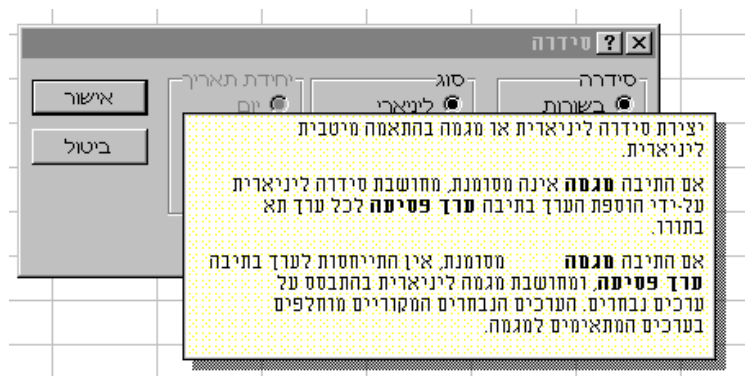 סידרה
סידרה
סוג
יחידת תאריך
בשורות
ליניארי
יום
אישור
ביטול
יצירת סידרה ליניארית או מגמה בהתאמה מיטבית
ליניארית.
אם התיבה מגמה אינה מסומנת, מחושבת סידרה ליניארית
על-ידי הוספת הערך בתיבה ערך פסיעה לכל ערך תא
בתורו.
אם התיבה מגמה מסומנת, אין התייחסות לערך בתיבה
ערך פסיעה, ומחושבת מגמה ליניארית בהתבסס על
ערכים נבחרים. הערכים הנבחרים המקוריים מוחלפים
בערכים המתאימים למגמה.